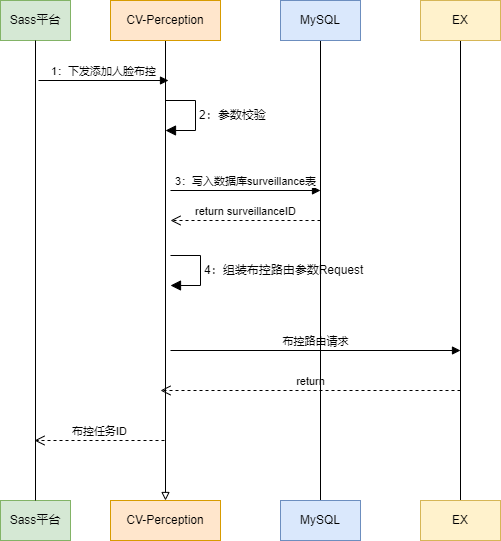 Sass平台
CV-Perception
MySQL
EX
1：下发添加人脸布控
2：参数校验
3：写入数据库surveillance表
return surveillanceID
4：组装布控路由参数Request
布控路由请求
return
布控任务ID
Sass平台
CV-Perception
MySQL
EX